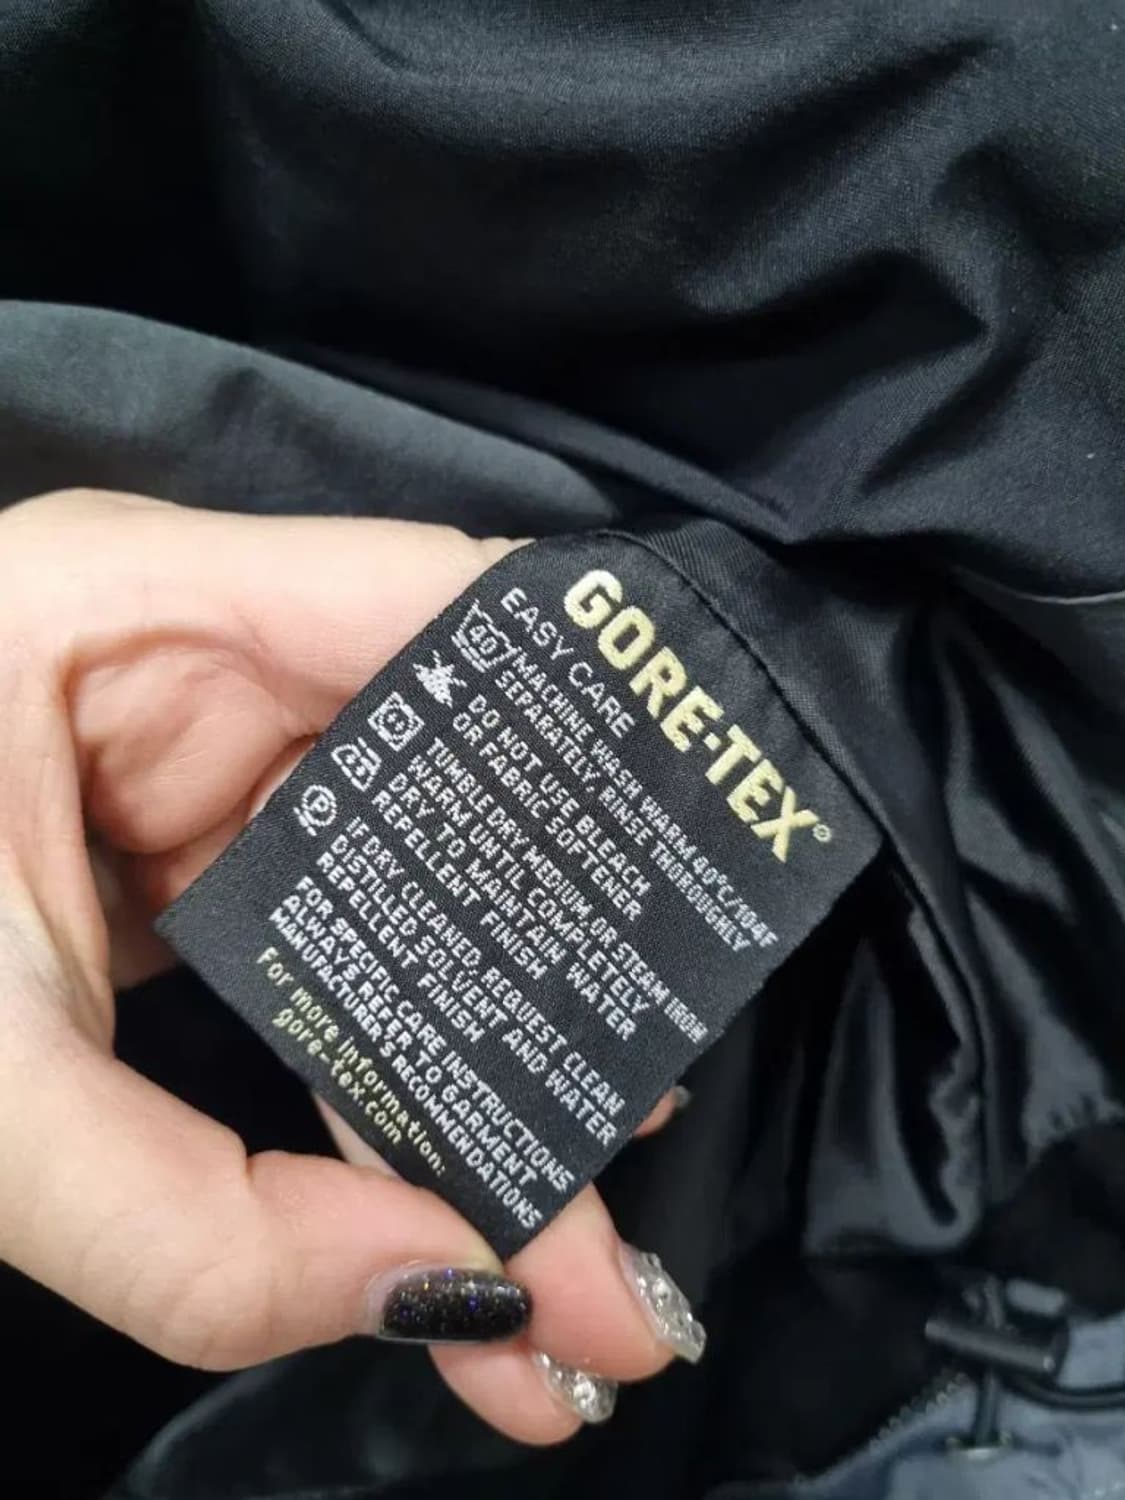 GORE-TEX®
EASY CARE
40 MACHINE WASH WARM 40°C/104F
SEPARATELY RINSE THOROUGHLY
DO NOT USE BLEACH
OR FABRIC SOFTENER
TUMBLE DRY MEDIUM OR STEAM IRON
WARM UNTIL COMPLETELY
DRY TO MAINTAIN WATER
REPELLENT FINISH
P IF DRY CLEANED, REQUEST CLEAN
DISTILLED SOLVENT AND WATER
REPELLENT FINISH
FOR SPECIFIC CARE INSTRUCTIONS
ALWAYS REFER TO GARMENT
MANUFACTURER'S RECOMMENDATIONS
For more information:
gore-tex.com